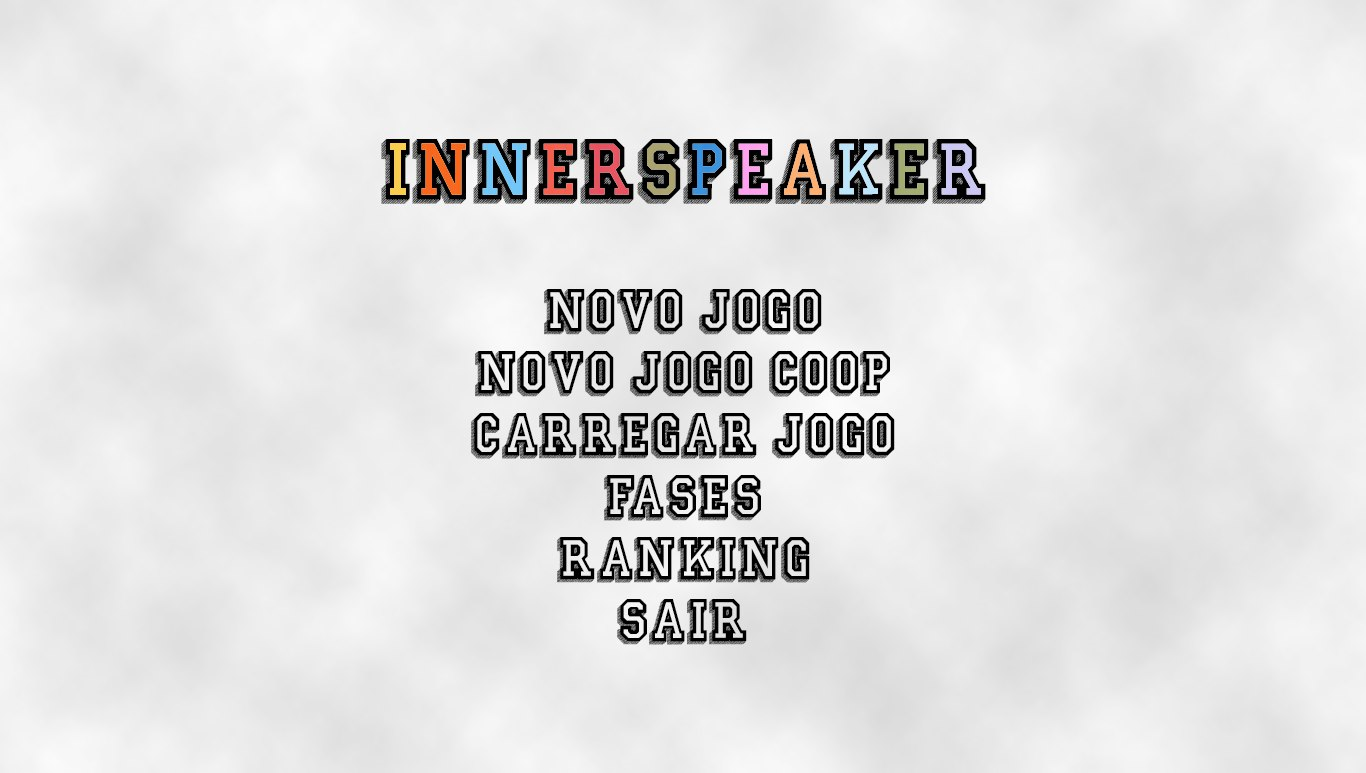 INNERSPEAKER
NOVO JOGO
NOVO JOGO COOP
CARREGAR JOGO
FASES
RANKING
SAIR